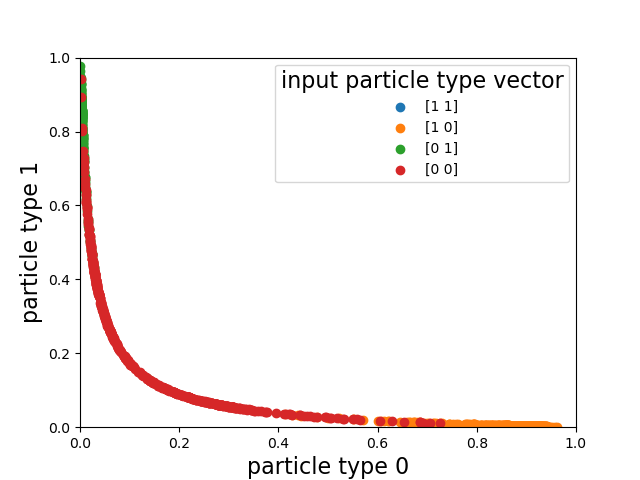 1.0
0.8
0.6
0.4
0.2
0.0
particle type 1
input particle type vector
[1 1]
[1 0]
[0 1]
[0 0]
0.0 0.2 0.4 0.6 0.8 1.0
particle type 0